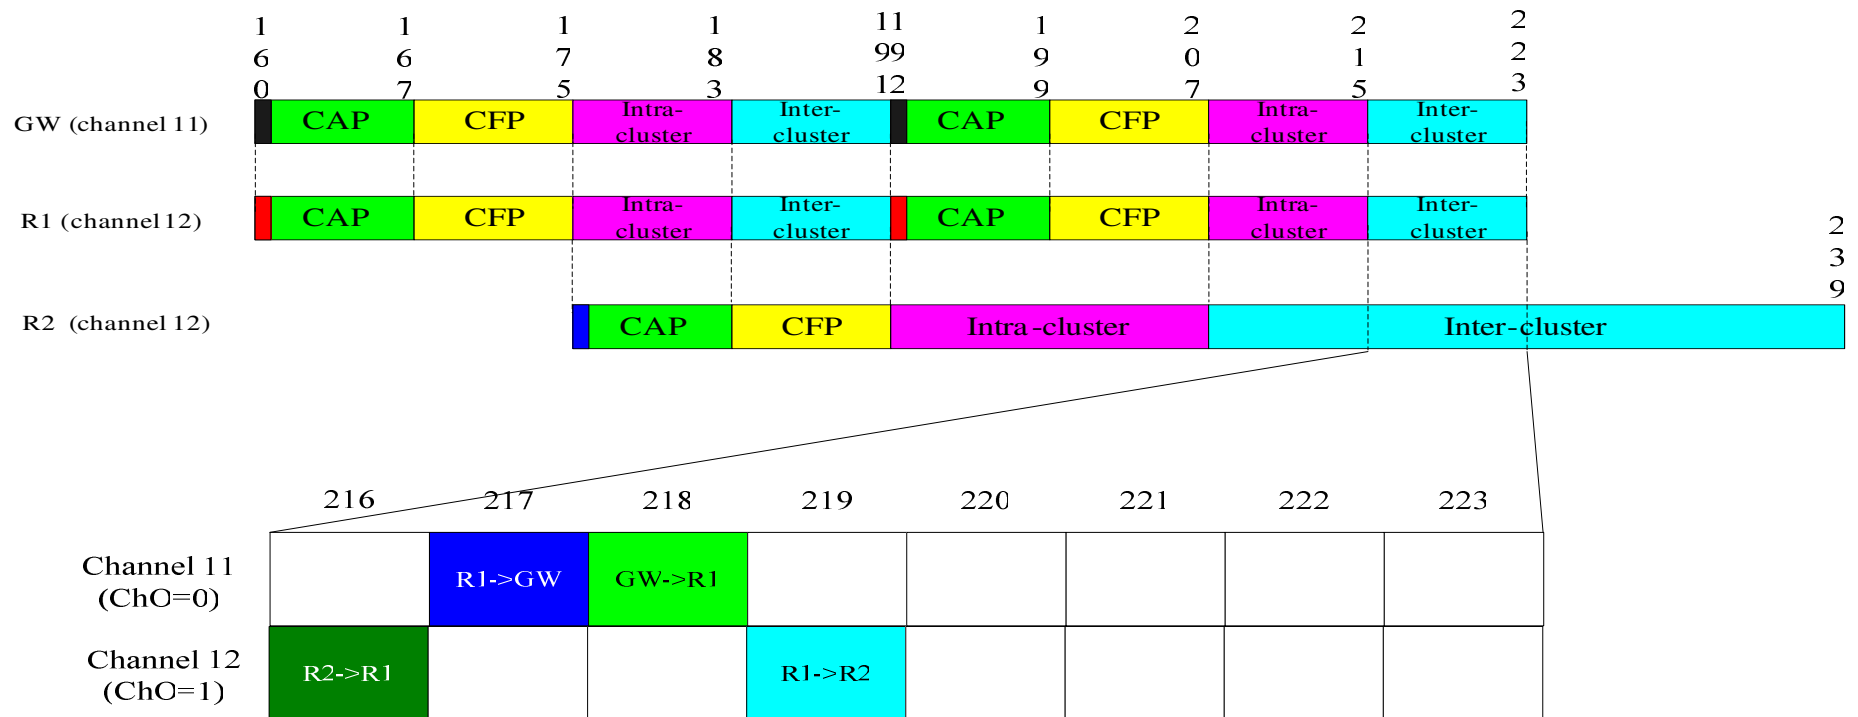 160 167 175 183 191 192 199 207 215 223
GW (channel 11) CAP CFP Intra-cluster Inter-cluster CAP CFP Intra-cluster Inter-cluster
R1 (channel 12) CAP CFP Intra-cluster Inter-cluster CAP CFP Intra-cluster Inter-cluster
239
R2 (channel 12) CAP CFP Intra-cluster Inter-cluster
216 217 218 219 220 221 222 223
Channel 11
(ChO=0)
R1->GW GW->R1
Channel 12
(ChO=1)
R2->R1 R1->R2